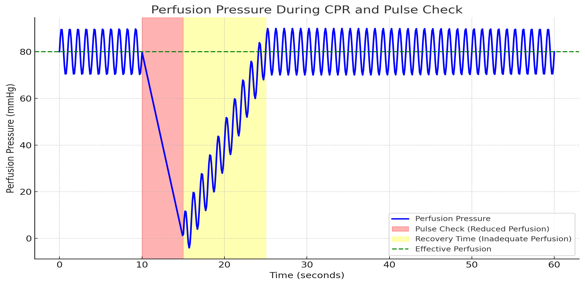 Perfusion Pressure During CPR and Pulse Check
Perfusion Pressure (mmHg)
80
60
40
20
0
0
10
20
30
40
50
60
Time (seconds)
Perfusion Pressure
Pulse Check (Reduced Perfusion)
Recovery Time (Inadequate Perfusion)
Effective Perfusion